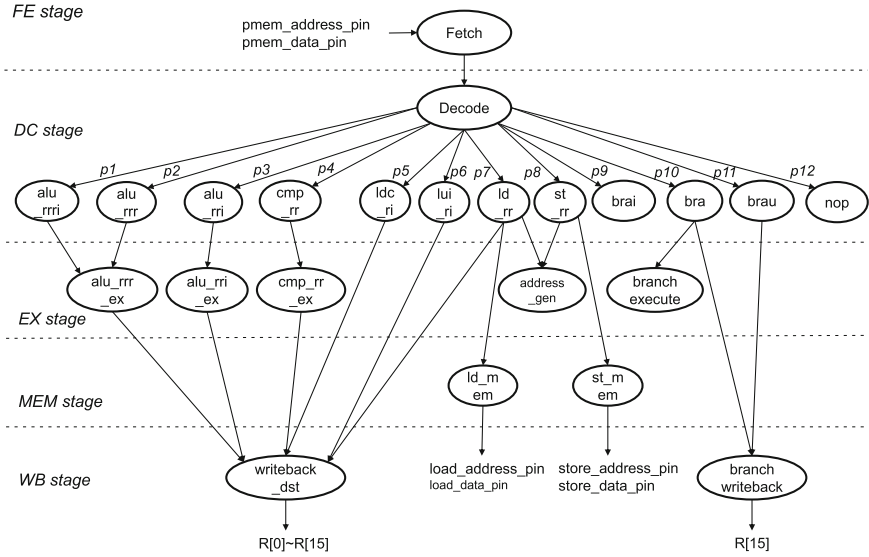 FE stage
pmem_address_pin
pmem_data_pin
Fetch
Decode
DC stage
p1
p2
p3
p4
p5
p6
p7
p8
p9
p10
p11
p12
alu
_rrri
alu
_rrr
alu
_rri
cmp
_rr
ldc
_ri
lui
_ri
ld
_rr
st
_rr
brai
bra
brau
nop
alu_rrr
_ex
alu_rri
_ex
cmp_rr
_ex
address
_gen
branch
execute
EX stage
ld_m
em
st_m
em
MEM stage
WB stage
writeback
_dst
load_address_pin
load_data_pin
store_address_pin
store_data_pin
branch
writeback
R[0]~R[15]
R[15]